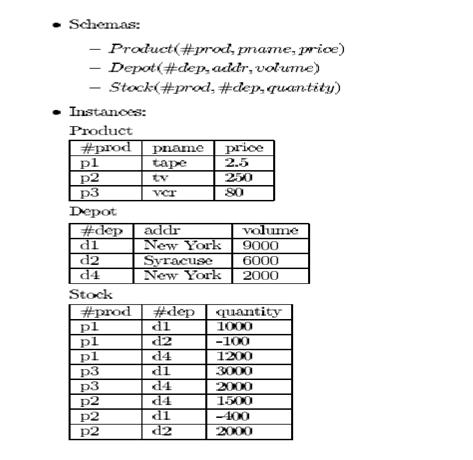 • Schemas:
– Product(#prod, pname, price)
– Depot(#dep, addr, volume)
– Stock(#prod, #dep, quantity)
• Instances:
Product
#prod pname price
p1 tape 2.5
p2 tv 250
p3 vcr 80
Depot
#dep addr volume
d1 New York 9000
d2 Syracuse 6000
d4 New York 2000
Stock
#prod #dep quantity
p1 d1 1000
p1 d2 -100
p1 d4 1200
p3 d1 3000
p3 d4 2000
p2 d4 1500
p2 d1 -400
p2 d2 2000